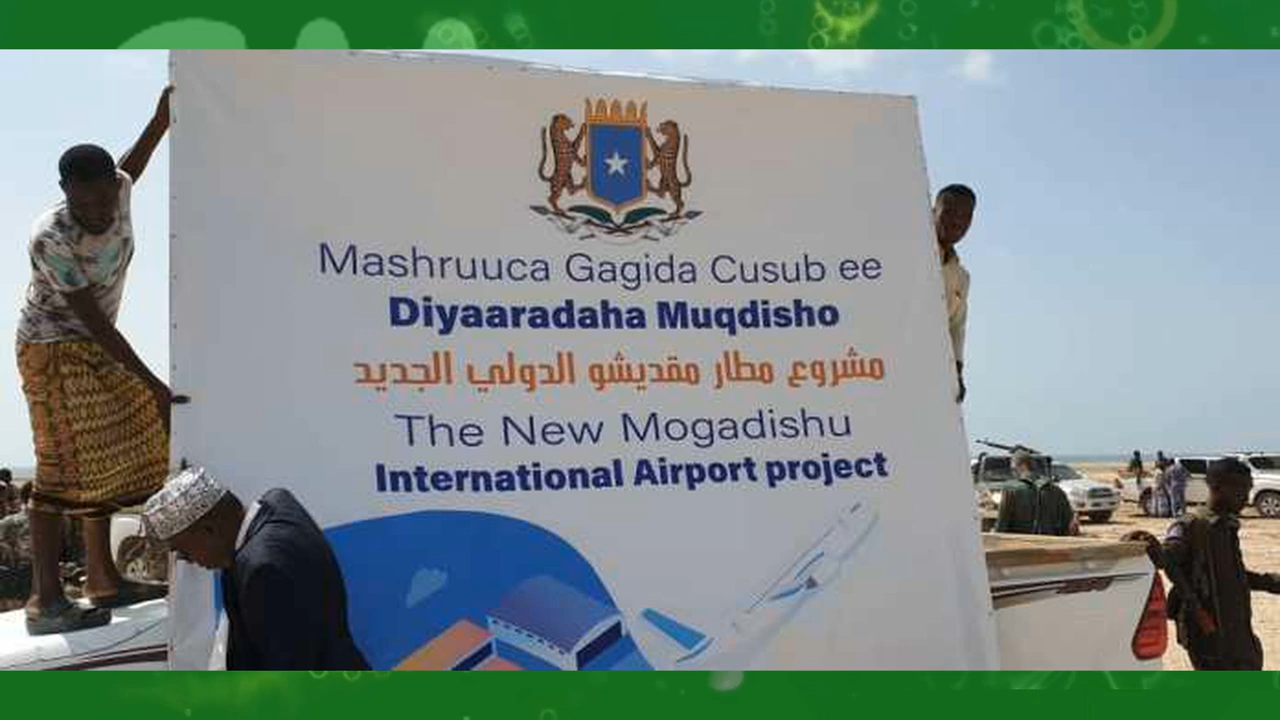 Mashruuca Gagida Cusub ee
Diyaaradaha Muqdisho
مشروع مطار مقديشو الدولي الجديد
The New Mogadishu
International Airport project